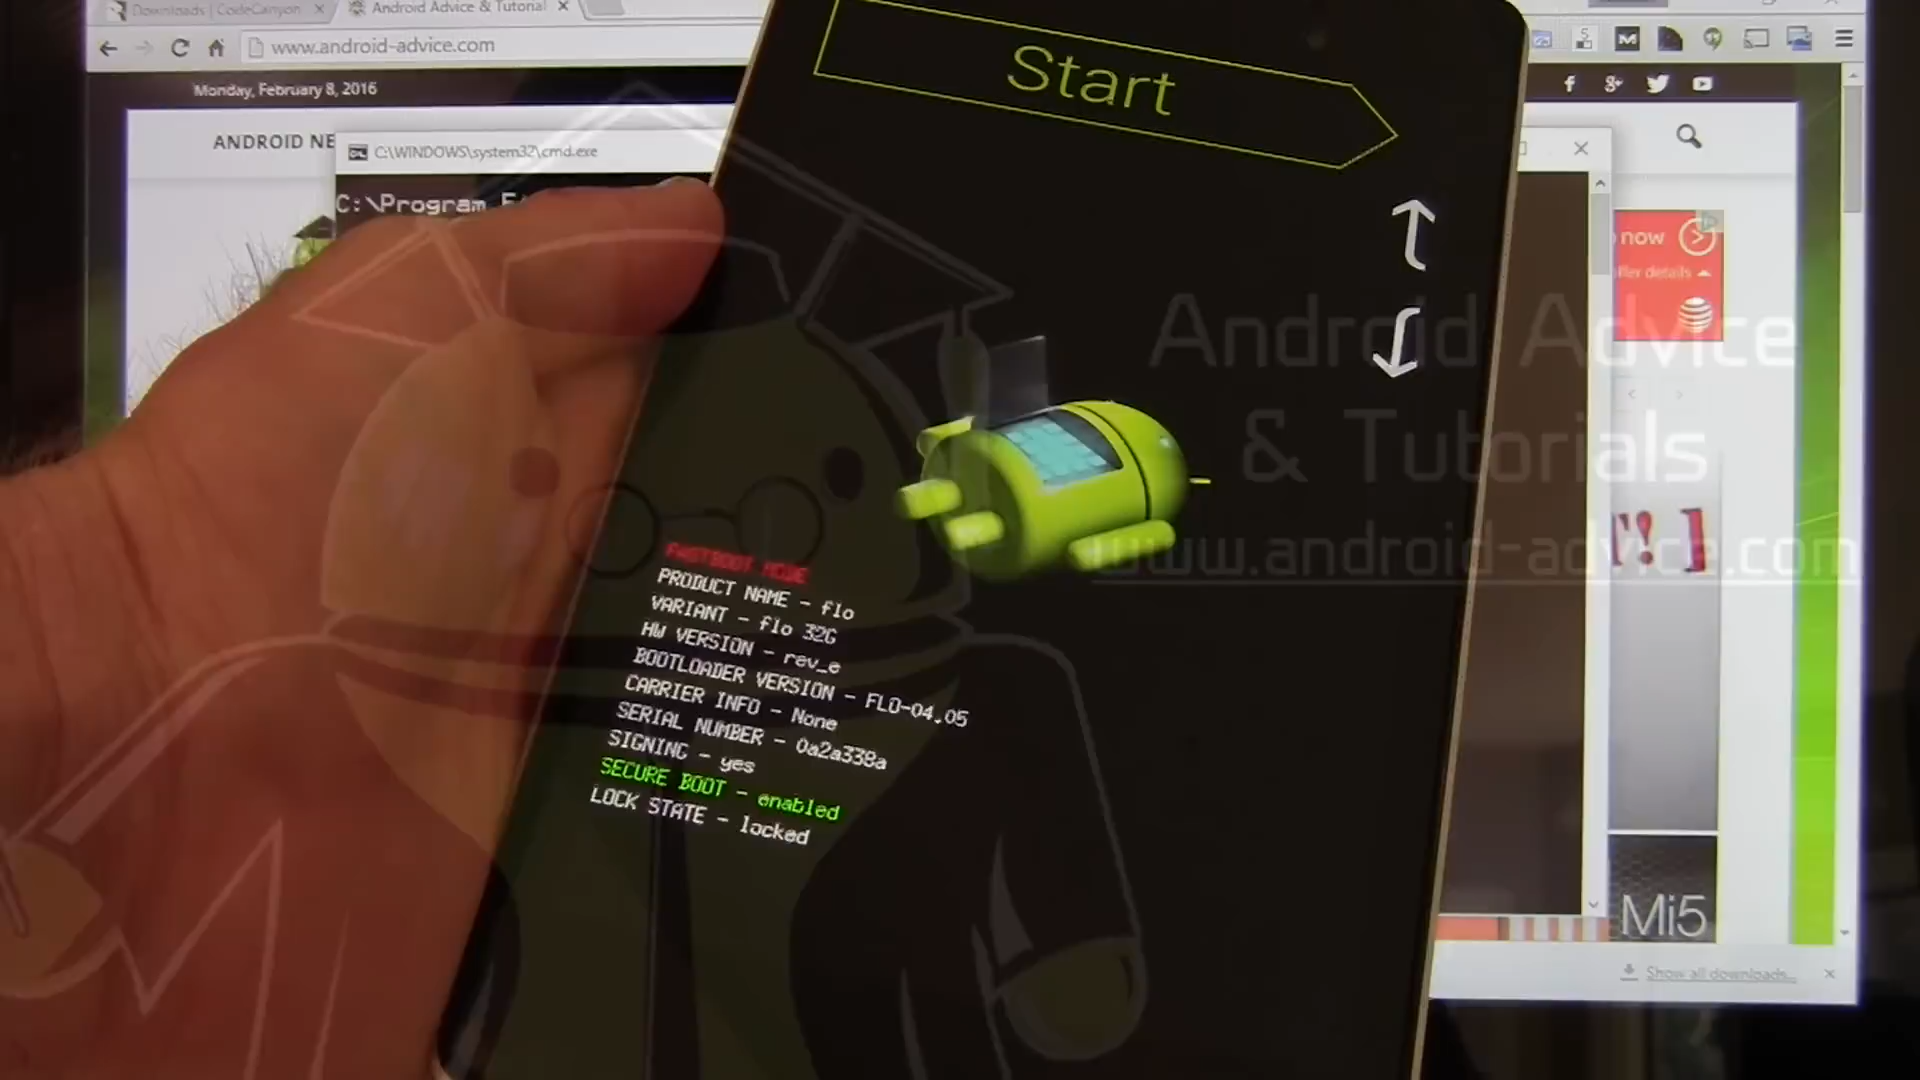 Downloads | CodeCanyon
Android Advice & Tutorial
www.android-advice.com
Monday, February 8, 2016
ANDROID NE
C:\WINDOWS\system32\cmd.exe
C:\Program
Start
now
ller details
Android Advice
& Tutorials
www.android-advice.com
FASTBOOT MODE
PRODUCT NAME - flo
VARIANT - flo 32G
HW VERSION - rev_e
BOOTLOADER VERSION - FLO-04.05
CARRIER INFO - None
SERIAL NUMBER - 0a2a338a
SIGNING - yes
SECURE BOOT - enabled
LOCK STATE - locked
Mi5
Show all downloads...